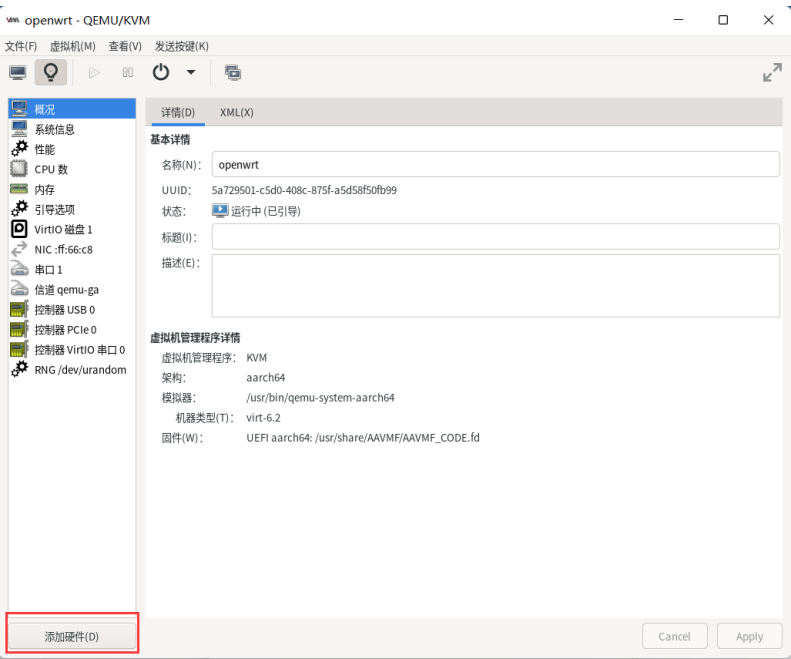 openwrt - QEMU/KVM
文件(F) 虚拟机(M) 查看(V) 发送按键(K)
概况
系统信息
性能
CPU 数
内存
引导选项
VirtIO 磁盘 1
NIC :ff:66:c8
串口 1
信道 qemu-ga
控制器 USB 0
控制器 PCIe 0
控制器 VirtIO 串口 0
RNG /dev/urandom
添加硬件(D)
详情(D) XML(X)
基本详情
名称(N): openwrt
UUID: 5a729501-c5d0-408c-875f-a5d58f50fb99
状态: 运行中 (已引导)
标题(I):
描述(E):
虚拟机管理程序详情
虚拟机管理程序: KVM
架构: aarch64
模拟器: /usr/bin/qemu-system-aarch64
机器类型(T): virt-6.2
固件(W): UEFI aarch64: /usr/share/AAVMF/AAVMF_CODE.fd
Cancel Apply